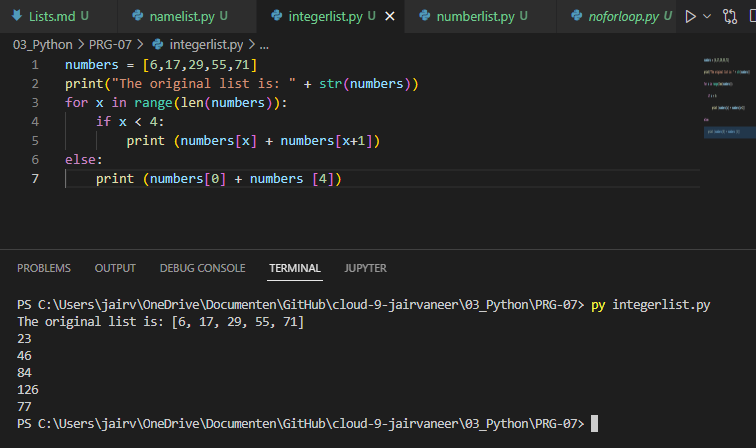 Lists.md U
namelist.py U
integerlist.py U
numberlist.py U
noforloop.py U
03_Python > PRG-07 > integerlist.py > ...
1 numbers = [6,17,29,55,71]
2 print("The original list is: " + str(numbers))
3 for x in range(len(numbers)):
4 if x < 4:
5 print (numbers[x] + numbers[x+1])
6 else:
7 print (numbers[0] + numbers [4])
PROBLEMS OUTPUT DEBUG CONSOLE TERMINAL JUPYTER
PS C:\Users\jairv\OneDrive\Documenten\GitHub\cloud-9-jairvaneer\03_Python\PRG-07> py integerlist.py
The original list is: [6, 17, 29, 55, 71]
23
46
84
126
77
PS C:\Users\jairv\OneDrive\Documenten\GitHub\cloud-9-jairvaneer\03_Python\PRG-07>